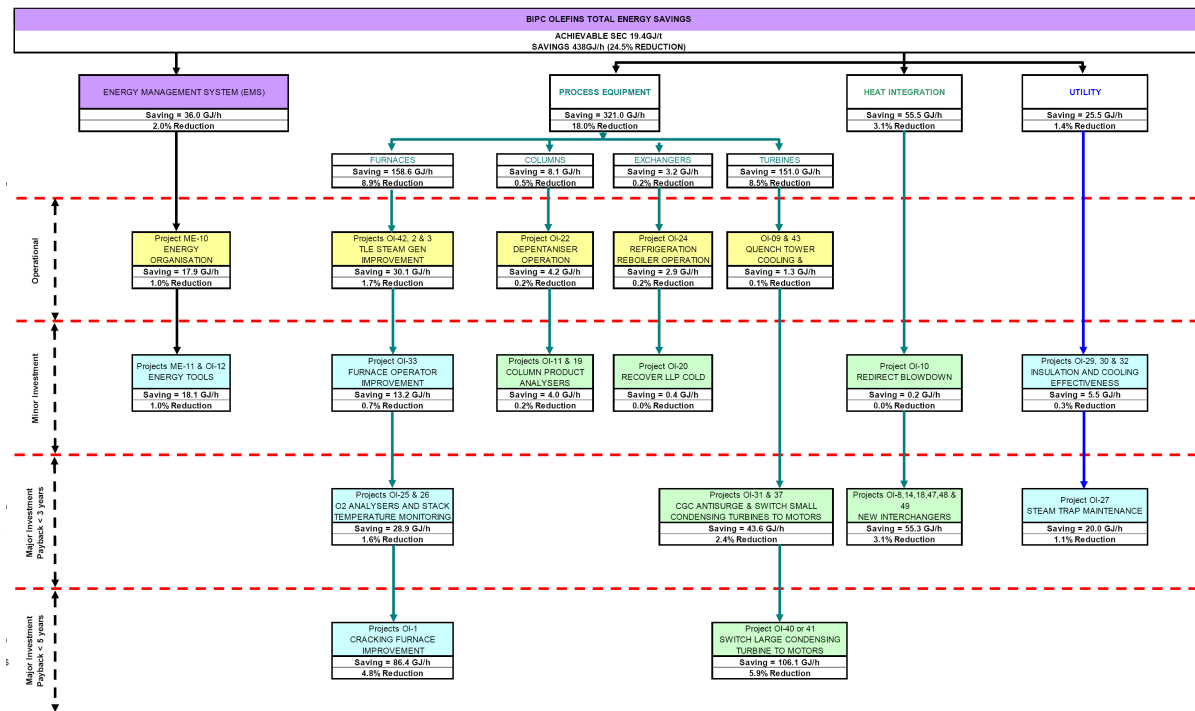 BIPC OLEFINS TOTAL ENERGY SAVINGS
ACHIEVABLE SEC 19.4GJ/t
SAVINGS 438GJ/h (24.5% REDUCTION)
ENERGY MANAGEMENT SYSTEM (EMS)
Saving = 36.0 GJ/h
2.0% Reduction
PROCESS EQUIPMENT
Saving = 321.0 GJ/h
18.0% Reduction
HEAT INTEGRATION
Saving = 55.5 GJ/h
3.1% Reduction
UTILITY
Saving = 25.5 GJ/h
1.4% Reduction
FURNACES
Saving = 158.6 GJ/h
8.9% Reduction
COLUMNS
Saving = 8.1 GJ/h
0.5% Reduction
EXCHANGERS
Saving = 3.2 GJ/h
0.2% Reduction
TURBINES
Saving = 151.0 GJ/h
8.5% Reduction
Operational
Project ME-10
ENERGY
ORGANISATION
Saving = 17.9 GJ/h
1.0% Reduction
Projects OI-42, 2 & 3
TLE STEAM GEN
IMPROVEMENT
Saving = 30.1 GJ/h
1.7% Reduction
Project OI-22
DEPENTANISER
OPERATION
Saving = 4.2 GJ/h
0.2% Reduction
Project OI-24
REFRIGERATION
REBOILER OPERATION
Saving = 2.9 GJ/h
0.2% Reduction
OI-09 & 43
QUENCH TOWER
COOLING &
Saving = 1.3 GJ/h
0.1% Reduction
Minor Investment
Projects ME-11 & OI-12
ENERGY TOOLS
Saving = 18.1 GJ/h
1.0% Reduction
Project OI-33
FURNACE OPERATOR
IMPROVEMENT
Saving = 13.2 GJ/h
0.7% Reduction
Projects OI-11 & 19
COLUMN PRODUCT
ANALYSERS
Saving = 4.0 GJ/h
0.2% Reduction
Project OI-20
RECOVER LLP COLD
Saving = 0.4 GJ/h
0.0% Reduction
Project OI-10
REDIRECT BLOWDOWN
Saving = 0.2 GJ/h
0.0% Reduction
Projects OI-29, 30 & 32
INSULATION AND COOLING
EFFECTIVENESS
Saving = 5.5 GJ/h
0.3% Reduction
Major Investment
Payback < 3 years
Projects OI-25 & 26
O2 ANALYSERS AND STACK
TEMPERATURE MONITORING
Saving = 28.9 GJ/h
1.6% Reduction
Projects OI-31 & 37
CGC ANTISURGE & SWITCH SMALL
CONDENSING TURBINES TO MOTORS
Saving = 43.6 GJ/h
2.4% Reduction
Projects OI-8,14,18,47,48 &
49
NEW INTERCHANGERS
Saving = 55.3 GJ/h
3.1% Reduction
Project OI-27
STEAM TRAP MAINTENANCE
Saving = 20.0 GJ/h
1.1% Reduction
Major Investment
Payback < 5 years
Projects OI-1
CRACKING FURNACE
IMPROVEMENT
Saving = 86.4 GJ/h
4.8% Reduction
Project OI-40 or 41
SWITCH LARGE CONDENSING
TURBINE TO MOTORS
Saving = 106.1 GJ/h
5.9% Reduction